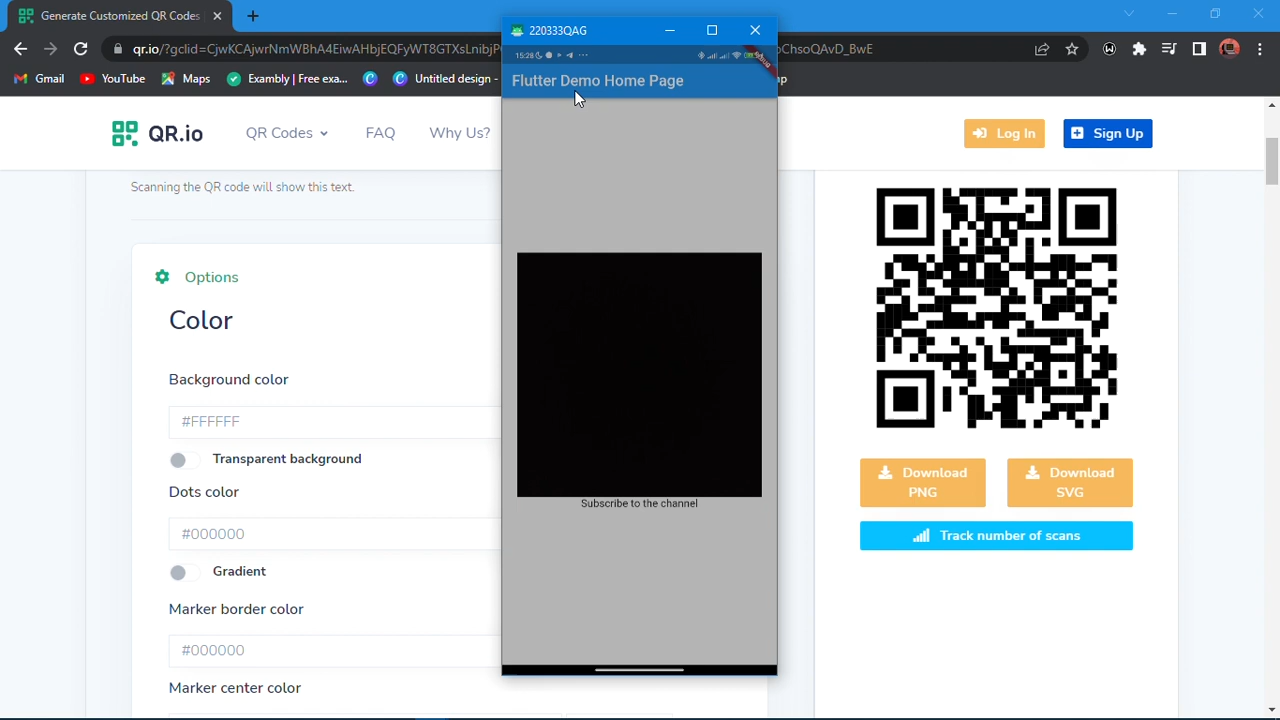 Generate Customized QR Codes
220333QAG
qr.io/?gclid=CjwKCAjwrNmWBhA4EiwAHbjEQFyWT8GTXsLnibjP
ChsoQAvD_BwE
15:28
Gmail
YouTube
Maps
Exambly | Free exa...
Untitled design -
Flutter Demo Home Page
QR.io
QR Codes
FAQ
Why Us?
Log In
Sign Up
Scanning the QR code will show this text.
Options
Color
Background color
#FFFFFF
Transparent background
Dots color
#000000
Gradient
Marker border color
#000000
Marker center color
Subscribe to the channel
Download
PNG
Download
SVG
Track number of scans